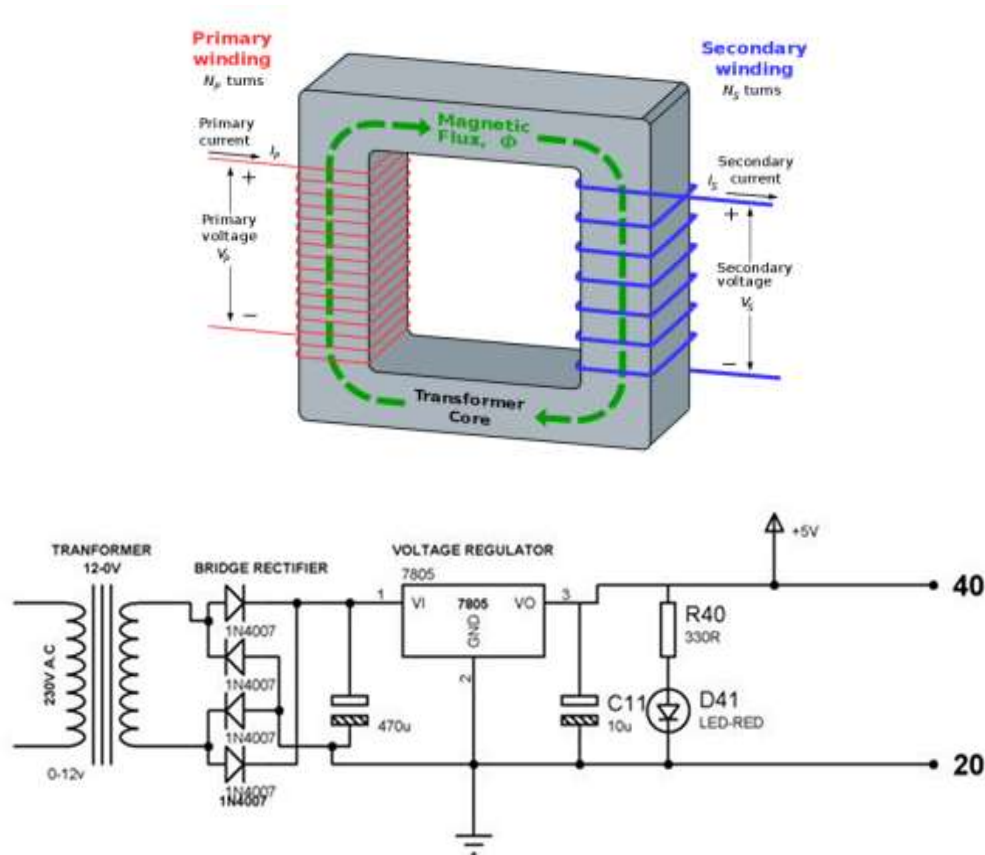 Primary
winding
NP turns
Secondary
winding
NS turns
Magnetic
Flux, Φ
Primary
current
IP
+
Primary
voltage
VP
−
Secondary
current
IS
+
Secondary
voltage
VS
−
Transformer
Core
TRANFORMER
12-0V
230V A.C
0-12v
BRIDGE RECTIFIER
1N4007
1N4007
1N4007
1N4007
1N4007
470u
VOLTAGE REGULATOR
7805
1
VI
7805
VO
3
GND
2
C11
10u
+5V
R40
330R
D41
LED-RED
40
20